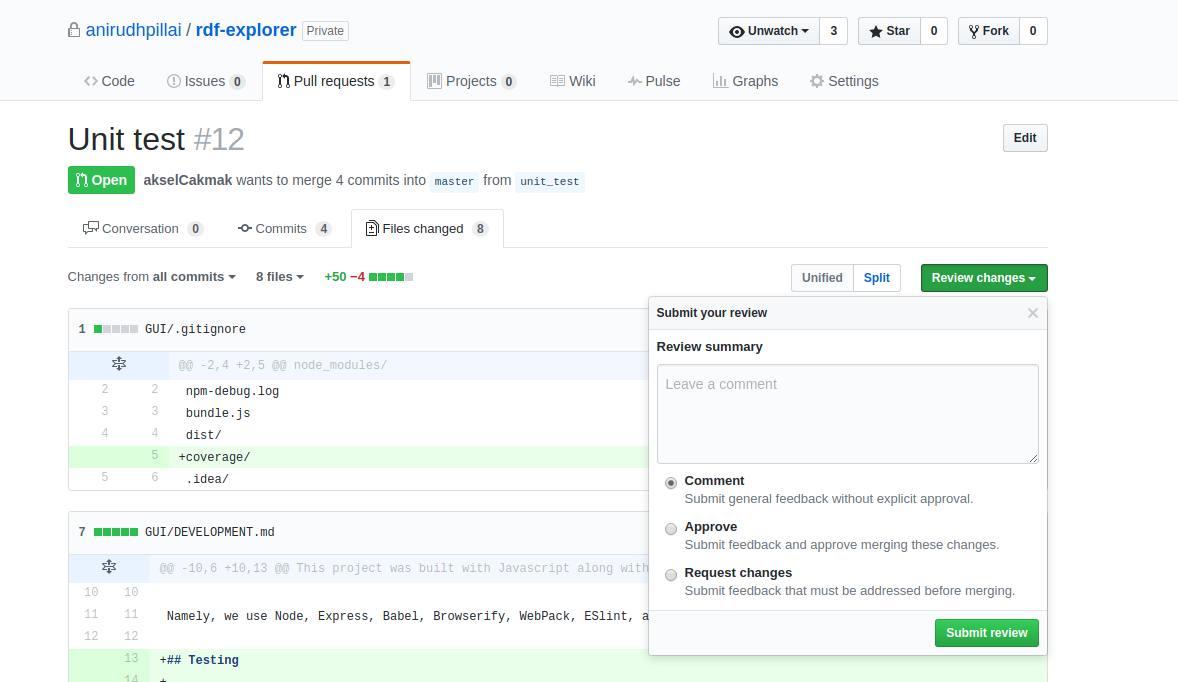 anirudhpillai / rdf-explorer Private
Unwatch 3 Star 0 Fork 0
Code Issues 0 Pull requests 1 Projects 0 Wiki Pulse Graphs Settings
Unit test #12
Edit
Open akselCakmak wants to merge 4 commits into master from unit_test
Conversation 0 Commits 4 Files changed 8
Changes from all commits 8 files +50 −4
Unified Split Review changes
1 GUI/.gitignore
@@ -2,4 +2,5 @@ node_modules/
2 2 npm-debug.log
3 3 bundle.js
4 4 dist/
5 +coverage/
5 6 .idea/
7 GUI/DEVELOPMENT.md
@@ -10,6 +10,13 @@ This project was built with Javascript along with
10 10
11 11 Namely, we use Node, Express, Babel, Browserify, WebPack, ESlint, a
12 12
13 +## Testing
14 +
Submit your review
Review summary
Leave a comment
Comment
Submit general feedback without explicit approval.
Approve
Submit feedback and approve merging these changes.
Request changes
Submit feedback that must be addressed before merging.
Submit review